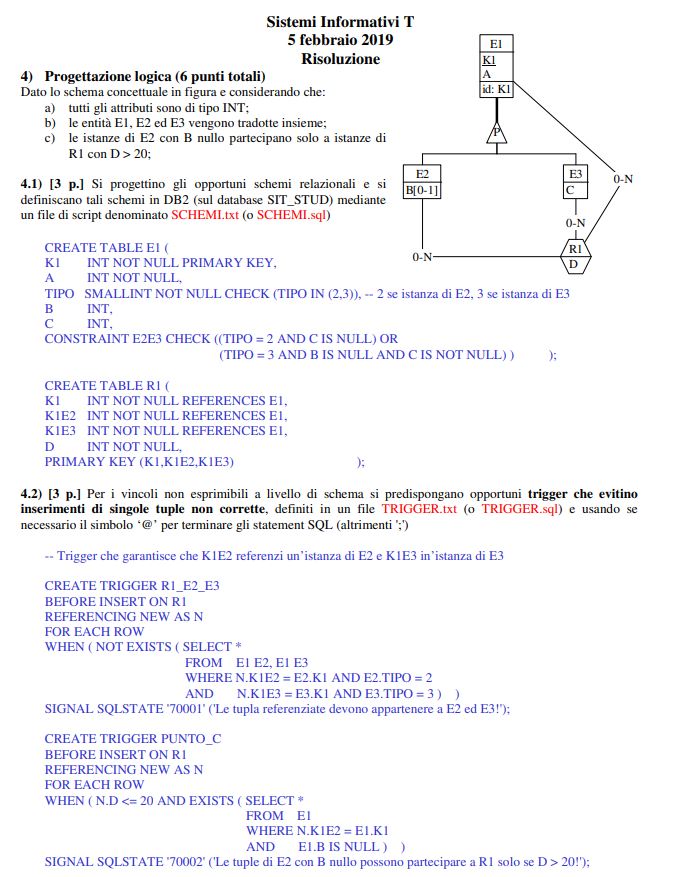 Sistemi Informativi T
5 febbraio 2019
Risoluzione
4) Progettazione logica (6 punti totali)
Dato lo schema concettuale in figura e considerando che:
a) tutti gli attributi sono di tipo INT;
b) le entità E1, E2 ed E3 vengono tradotte insieme;
c) le istanze di E2 con B nullo partecipano solo a istanze di
R1 con D > 20;
E1
K1
A
id: K1
P
E2
B[0-1]
E3
C
0-N
0-N
0-N
R1
D
4.1) [3 p.] Si progettino gli opportuni schemi relazionali e si
definiscano tali schemi in DB2 (sul database SIT_STUD) mediante
un file di script denominato SCHEMI.txt (o SCHEMI.sql)
CREATE TABLE E1 (
K1 INT NOT NULL PRIMARY KEY,
A INT NOT NULL,
TIPO SMALLINT NOT NULL CHECK (TIPO IN (2,3)), -- 2 se istanza di E2, 3 se istanza di E3
B INT,
C INT,
CONSTRAINT E2E3 CHECK ((TIPO = 2 AND C IS NULL) OR
(TIPO = 3 AND B IS NULL AND C IS NOT NULL) ) );
CREATE TABLE R1 (
K1 INT NOT NULL REFERENCES E1,
K1E2 INT NOT NULL REFERENCES E1,
K1E3 INT NOT NULL REFERENCES E1,
D INT NOT NULL,
PRIMARY KEY (K1,K1E2,K1E3) );
4.2) [3 p.] Per i vincoli non esprimibili a livello di schema si predispongano opportuni trigger che evitino
inserimenti di singole tuple non corrette, definiti in un file TRIGGER.txt (o TRIGGER.sql) e usando se
necessario il simbolo '@' per terminare gli statement SQL (altrimenti ';')
-- Trigger che garantisce che K1E2 referenzi un'istanza di E2 e K1E3 in'istanza di E3
CREATE TRIGGER R1_E2_E3
BEFORE INSERT ON R1
REFERENCING NEW AS N
FOR EACH ROW
WHEN ( NOT EXISTS ( SELECT *
FROM E1 E2, E1 E3
WHERE N.K1E2 = E2.K1 AND E2.TIPO = 2
AND N.K1E3 = E3.K1 AND E3.TIPO = 3 ) )
SIGNAL SQLSTATE '70001' ('Le tupla referenziate devono appartenere a E2 ed E3!');
CREATE TRIGGER PUNTO_C
BEFORE INSERT ON R1
REFERENCING NEW AS N
FOR EACH ROW
WHEN ( N.D <= 20 AND EXISTS ( SELECT *
FROM E1
WHERE N.K1E2 = E1.K1
AND E1.B IS NULL ) )
SIGNAL SQLSTATE '70002' ('Le tuple di E2 con B nullo possono partecipare a R1 solo se D > 20!');